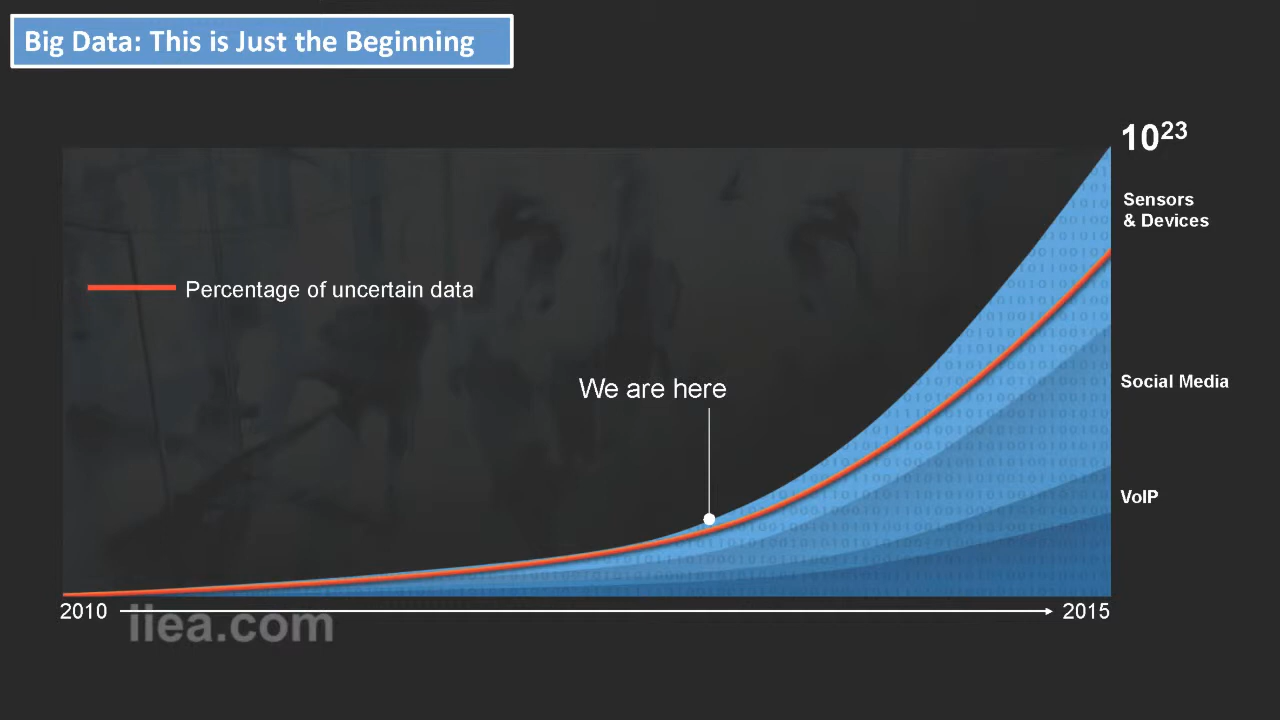 Big Data: This is Just the Beginning
10²³
Sensors
& Devices
Percentage of uncertain data
We are here
Social Media
VoIP
2010
2015
iiea.com